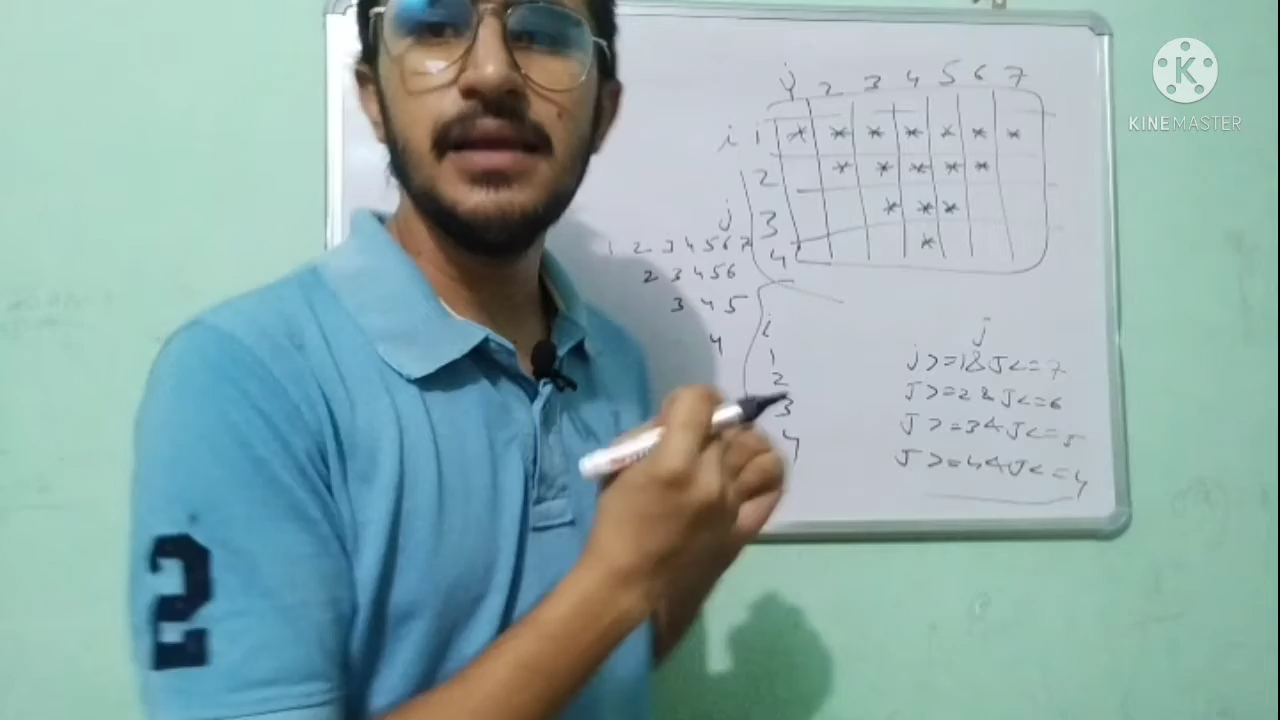 j 2 3 4 5 6 7
i 1 * * * * * * *
2 * * * * *
3 * * *
4 *
j
1 2 3 4 5 6 7
2 3 4 5 6
3 4 5
4
i
1
2
3
4
j
j>=1&J<=7
J>=2&J<=6
J>=3&J<=5
J>=4&J<=4
2
K
KINEMASTER